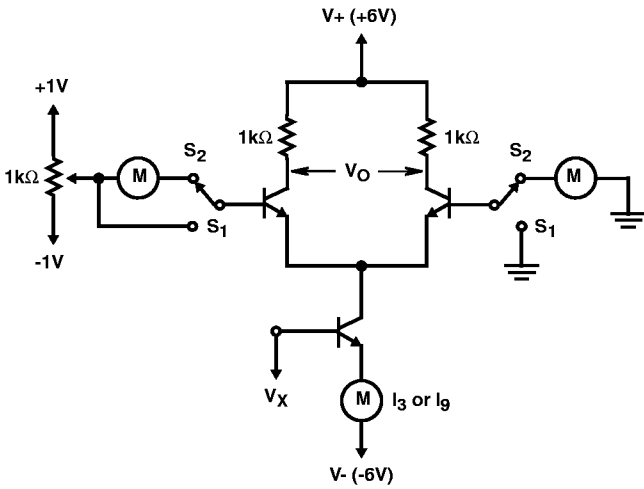 V+ (+6V)
+1V
1kΩ
1kΩ
1kΩ
VO
M
S2
S1
S2
S1
M
-1V
VX
M
I3 or I9
V- (-6V)